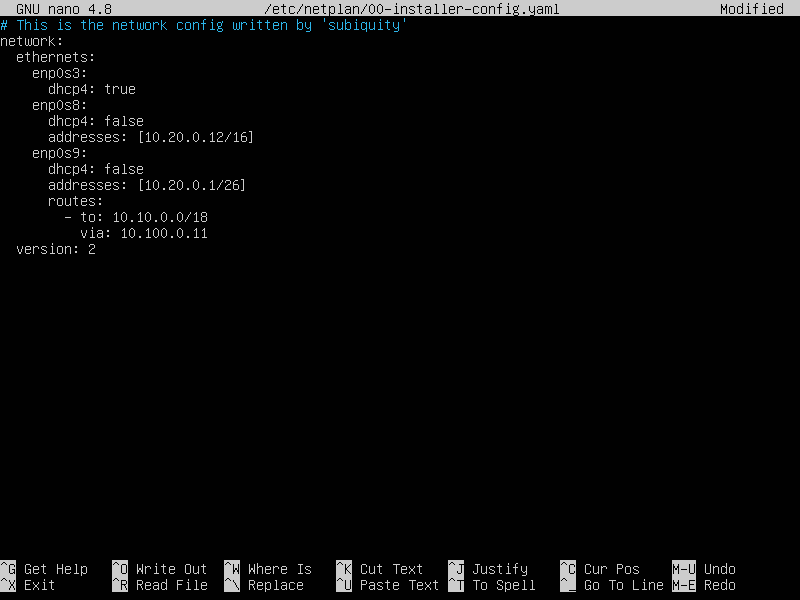 GNU nano 4.8 /etc/netplan/00-installer-config.yaml Modified
# This is the network config written by 'subiquity'
network:
  ethernets:
    enp0s3:
      dhcp4: true
    enp0s8:
      dhcp4: false
      addresses: [10.20.0.12/16]
    enp0s9:
      dhcp4: false
      addresses: [10.20.0.1/26]
      routes:
        - to: 10.10.0.0/18
          via: 10.100.0.11
  version: 2
^G Get Help ^O Write Out ^W Where Is ^K Cut Text ^J Justify ^C Cur Pos M-U Undo
^X Exit ^R Read File ^\ Replace ^U Paste Text ^T To Spell ^_ Go To Line M-E Redo